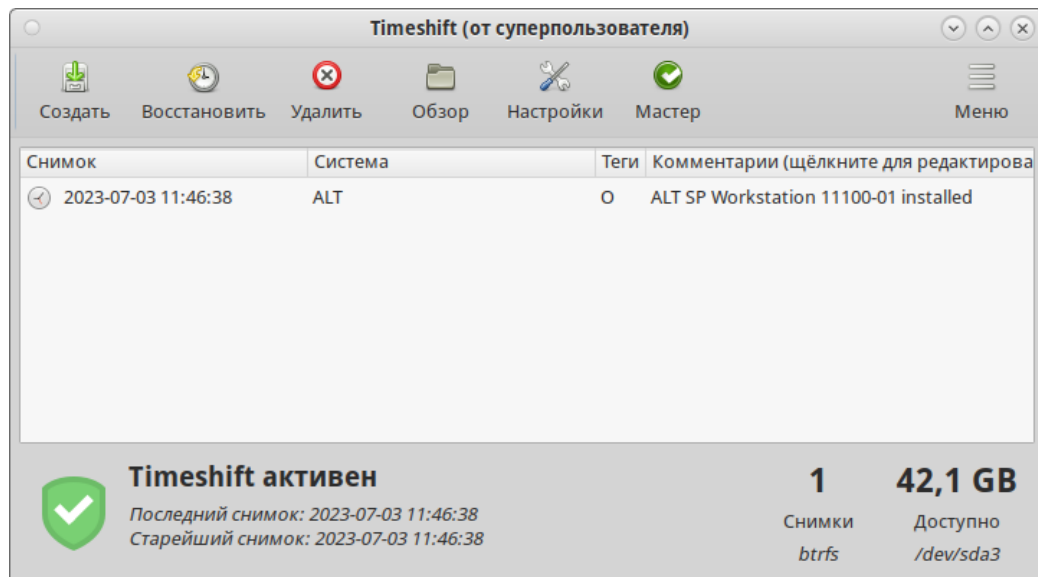 Timeshift (от суперпользователя)
Создать Восстановить Удалить Обзор Настройки Мастер Меню
Снимок Система Теги Комментарии (щёлкните для редактирова
2023-07-03 11:46:38 ALT O ALT SP Workstation 11100-01 installed
Timeshift активен
Последний снимок: 2023-07-03 11:46:38
Старейший снимок: 2023-07-03 11:46:38
1 42,1 GB
Снимки Доступно
btrfs /dev/sda3